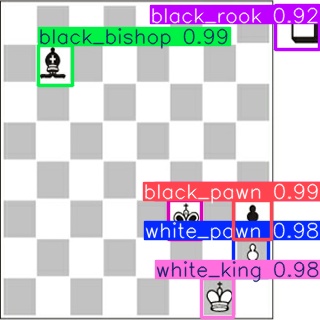 black_rook 0.92
black_bishop 0.99
black_pawn 0.99
white_pawn 0.98
white_king 0.98